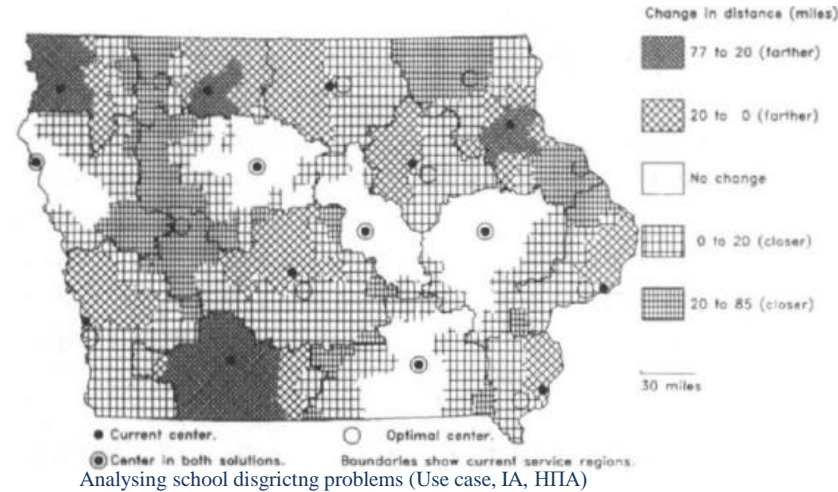 Change in distance (miles)
77 to 20 (farther)
20 to 0 (farther)
No change
0 to 20 (closer)
20 to 85 (closer)
30 miles
Current center.
Optimal center.
Center in both solutions.
Boundaries show current service regions.
Analysing school disgrictng problems (Use case, IA, НПА)